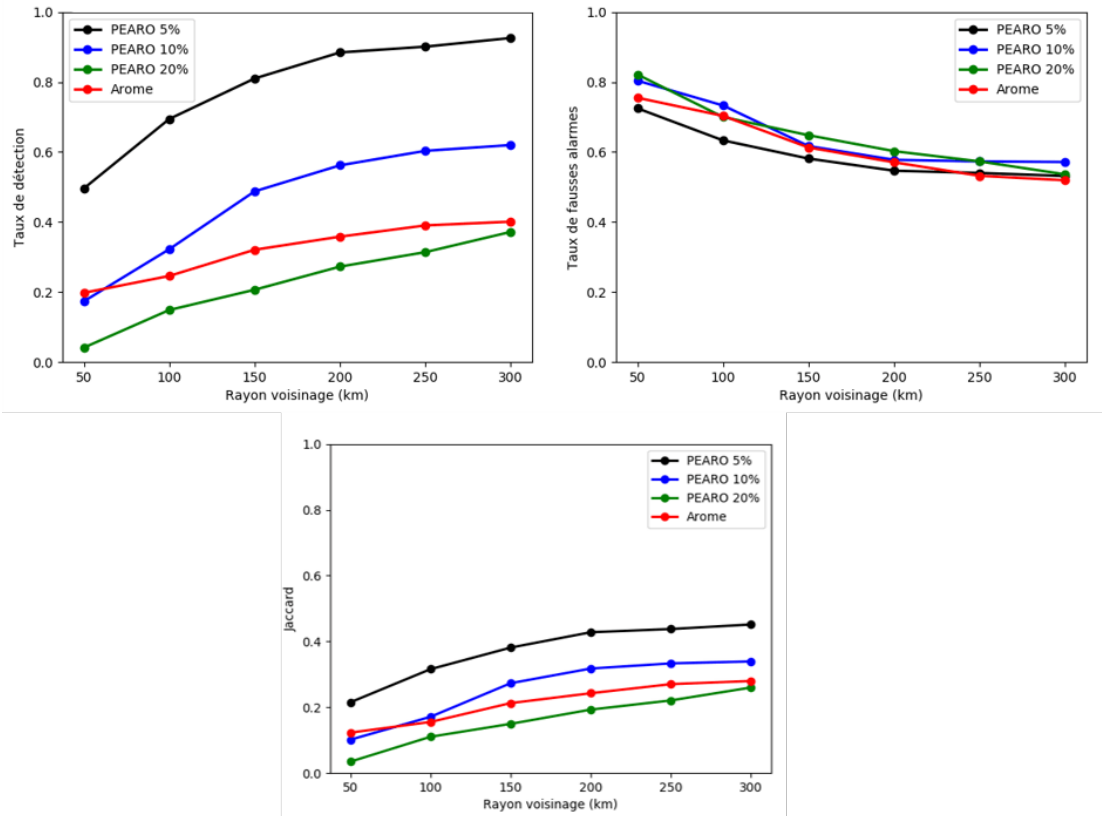 1.0
0.8
0.6
0.4
0.2
0.0
Taux de détection
PEARO 5%
PEARO 10%
PEARO 20%
Arome
50 100 150 200 250 300
Rayon voisinage (km)
1.0
0.8
0.6
0.4
0.2
0.0
Taux de fausses alarmes
PEARO 5%
PEARO 10%
PEARO 20%
Arome
50 100 150 200 250 300
Rayon voisinage (km)
1.0
0.8
0.6
0.4
0.2
0.0
Jaccard
PEARO 5%
PEARO 10%
PEARO 20%
Arome
50 100 150 200 250 300
Rayon voisinage (km)